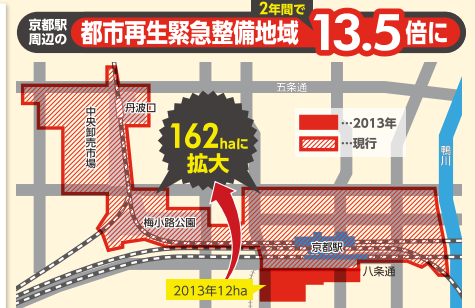 京都駅
周辺の
都市再生緊急整備地域
2年間で
13.5倍に
五条通
丹波口
中央卸売市場
162haに
拡大
…2013年
…現行
鴨川
梅小路公園
京都駅
八条通
2013年12ha